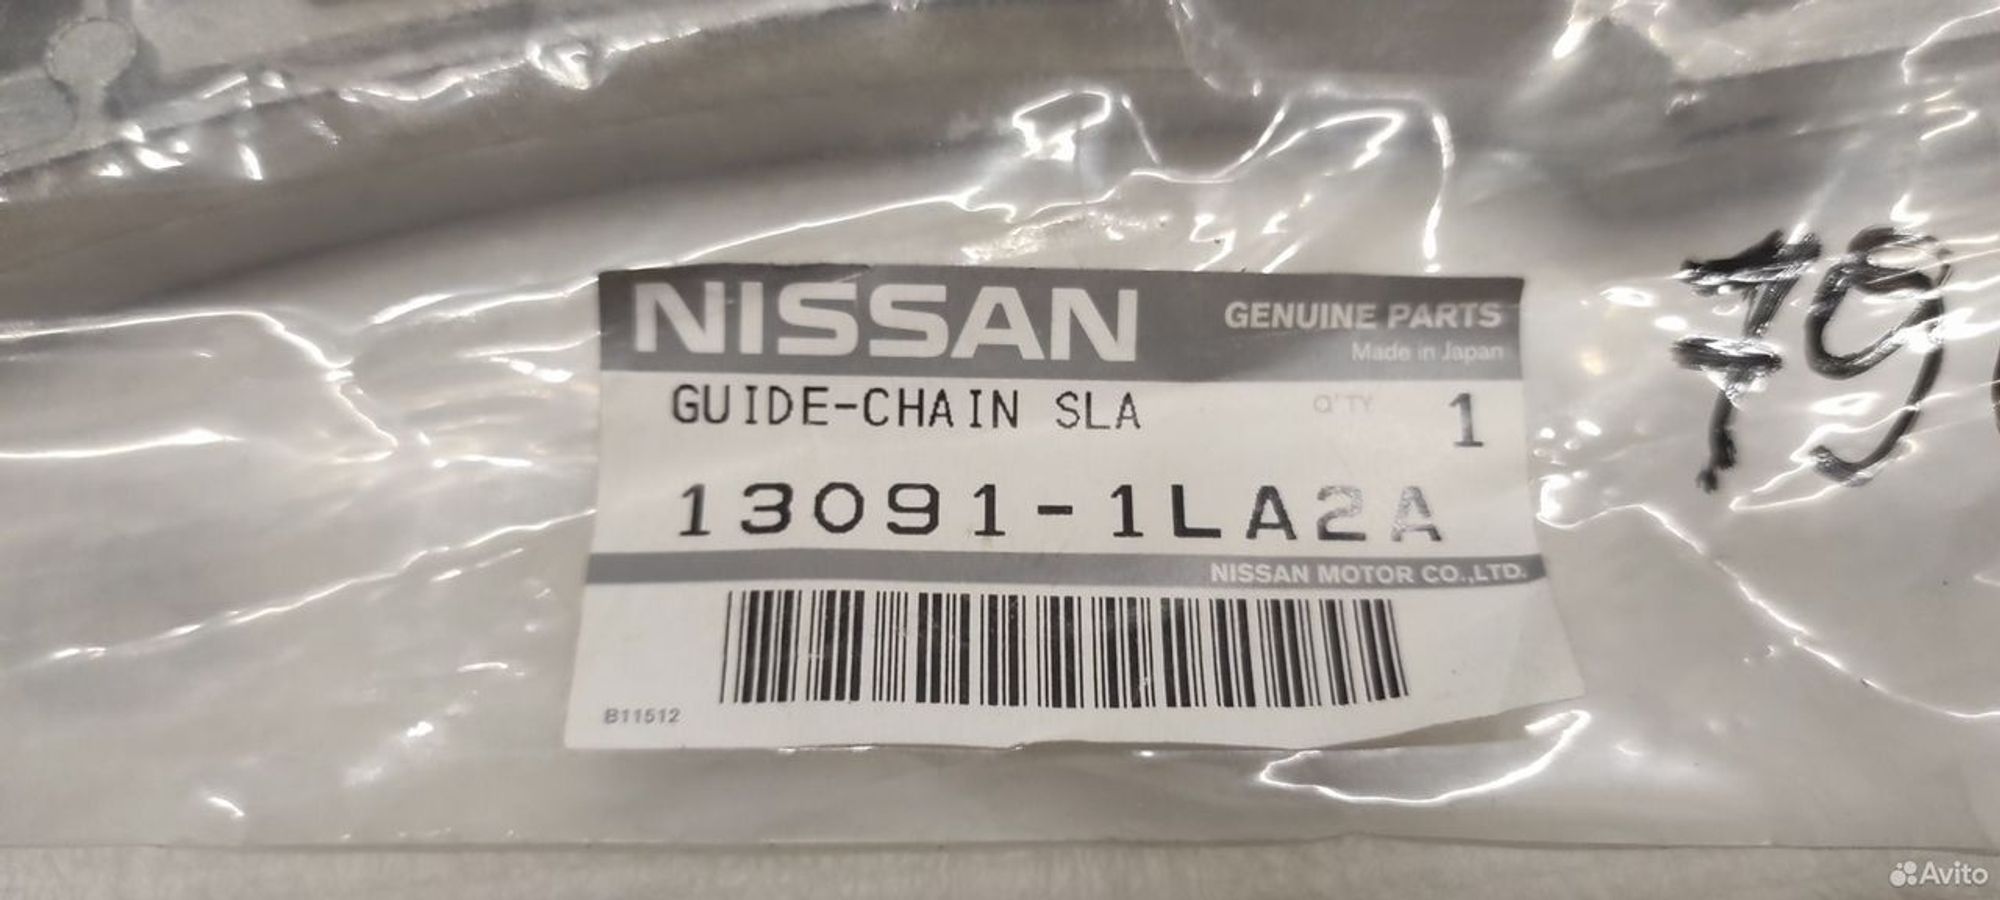 NISSAN
GENUINE PARTS
Made in Japan
GUIDE-CHAIN SLA
Q'TY
1
13091-1LA2A
NISSAN MOTOR CO.,LTD.
B11512
79
Avito